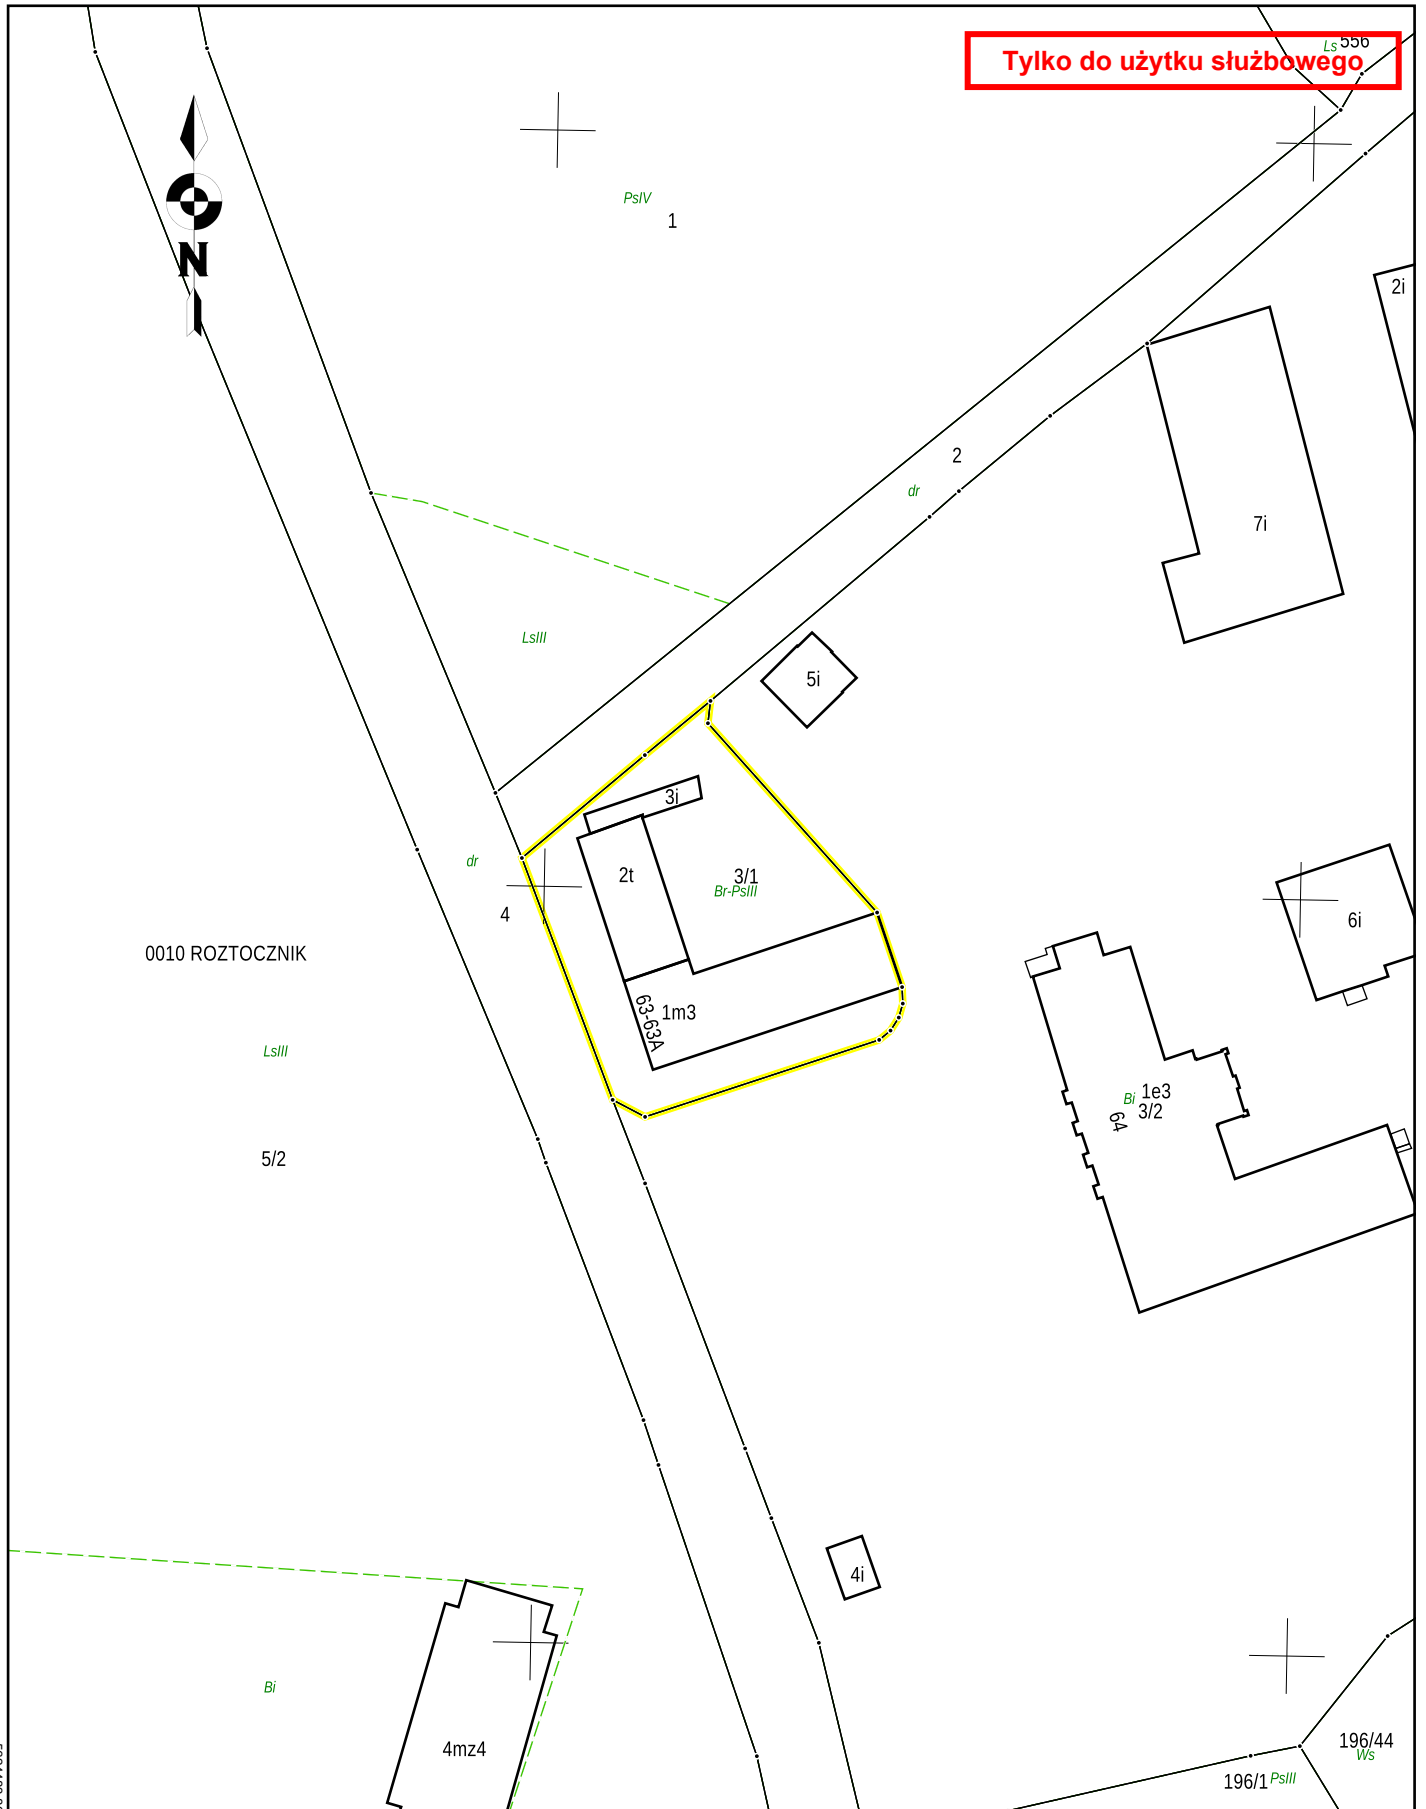 Ls 556
Tylko do użytku służbowego
PsIV
1
N
2i
2
dr
7i
LsIII
5i
3i
2t
3/1
Br-PsIII
dr
4
6i
0010 ROZTOCZNIK
63-63A
1m3
LsIII
Bi 1e3
3/2
64
5/2
4i
Bi
4mz4
196/44
Ws
196/1 PsIII